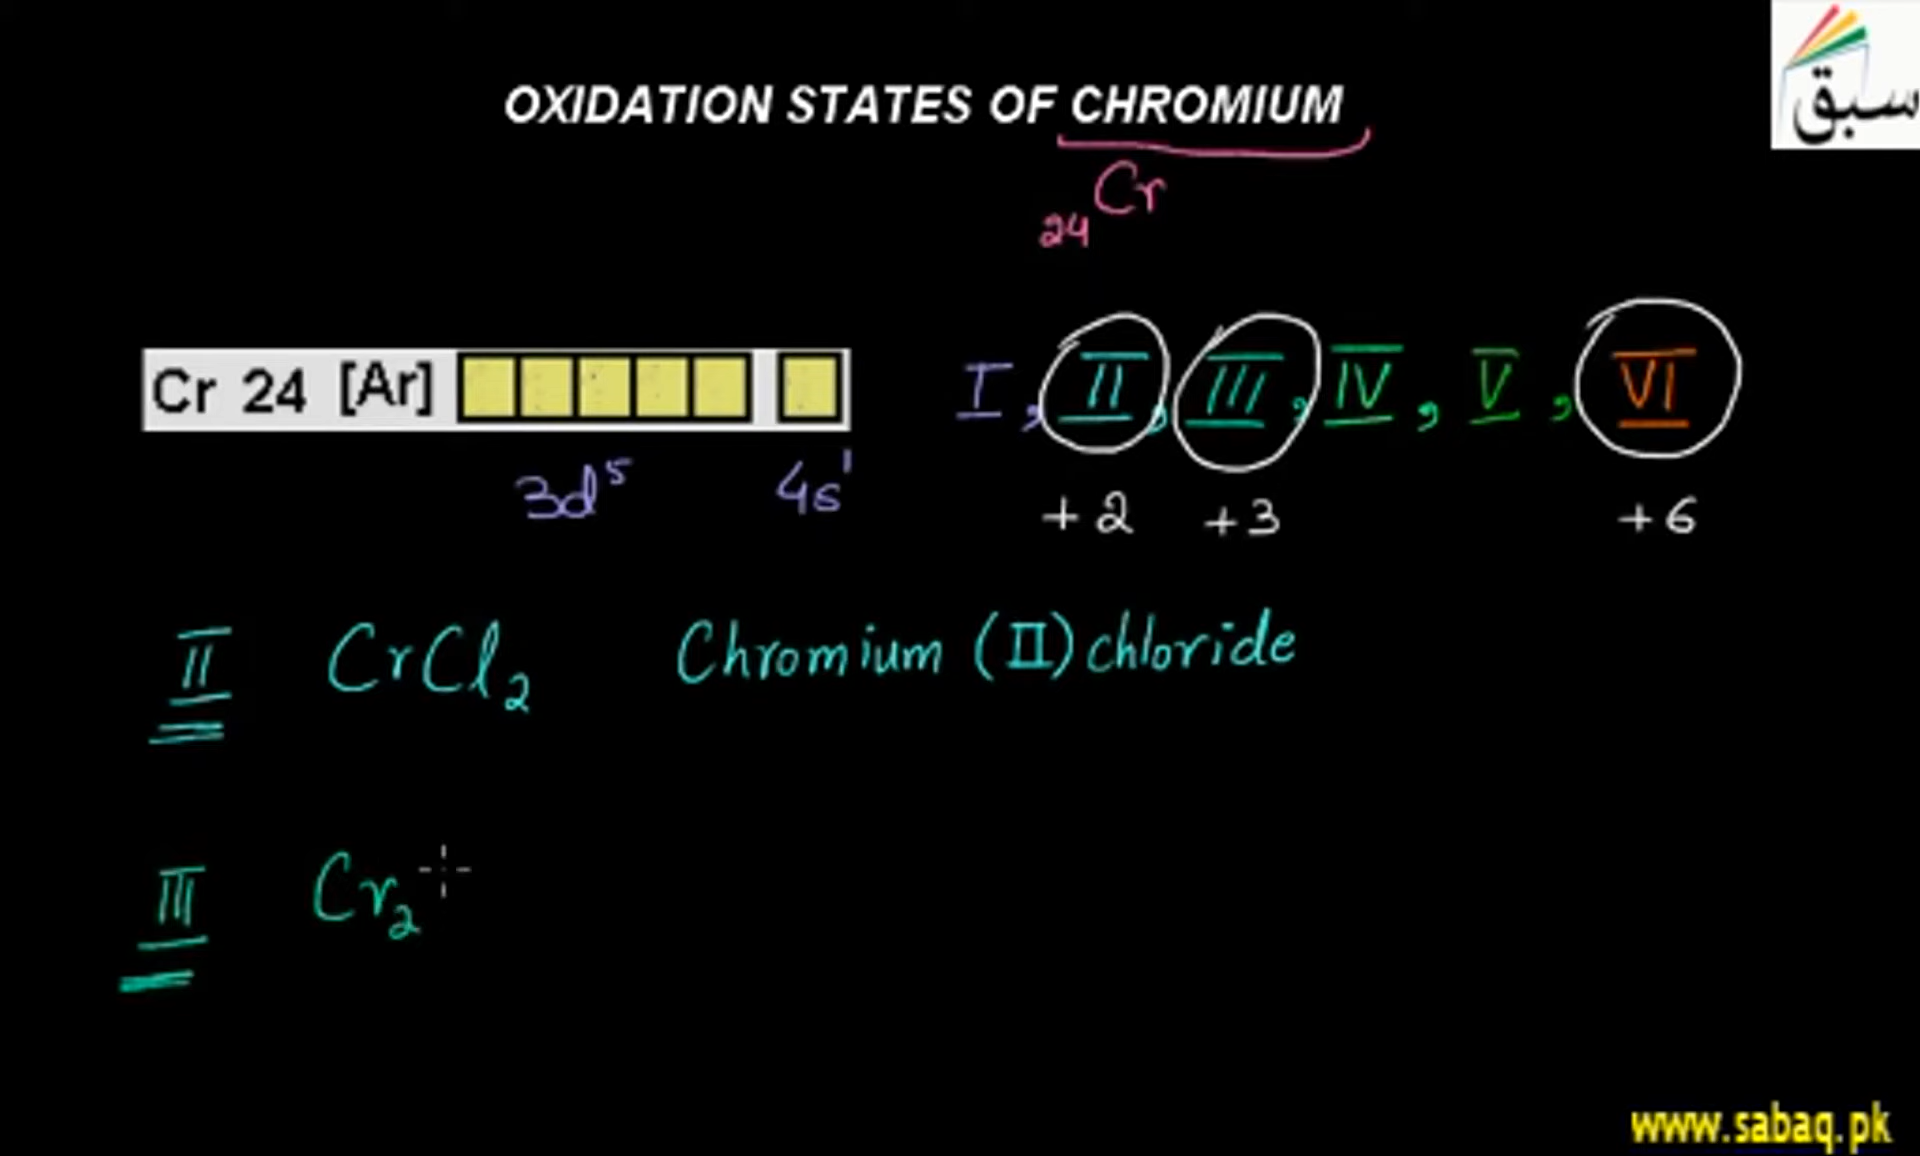 OXIDATION STATES OF CHROMIUM
سبق
₂₄Cr
Cr 24 [Ar]
I, II, III, IV, V, VI
3d⁵ 4s¹
+2 +3 +6
II CrCl₂ Chromium (II) chloride
III Cr₂
www.sabaq.pk